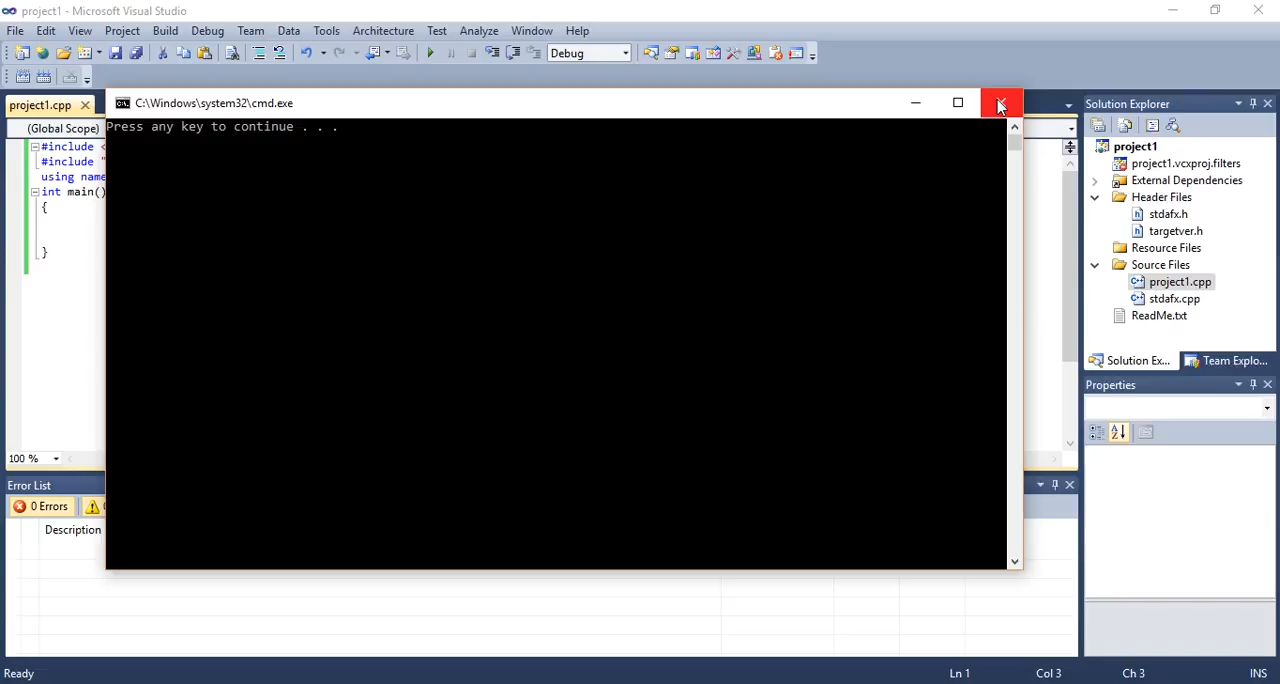 project1 - Microsoft Visual Studio
File Edit View Project Build Debug Team Data Tools Architecture Test Analyze Window Help
Debug
project1.cpp
C:\Windows\system32\cmd.exe
Solution Explorer
(Global Scope)
Press any key to continue . . .
#include <
#include "
using name
int main()
{
}
project1
project1.vcxproj.filters
External Dependencies
Header Files
stdafx.h
targetver.h
Resource Files
Source Files
project1.cpp
stdafx.cpp
ReadMe.txt
Solution Ex... Team Explo...
Properties
100 %
Error List
0 Errors
Description
Ready Ln 1 Col 3 Ch 3 INS